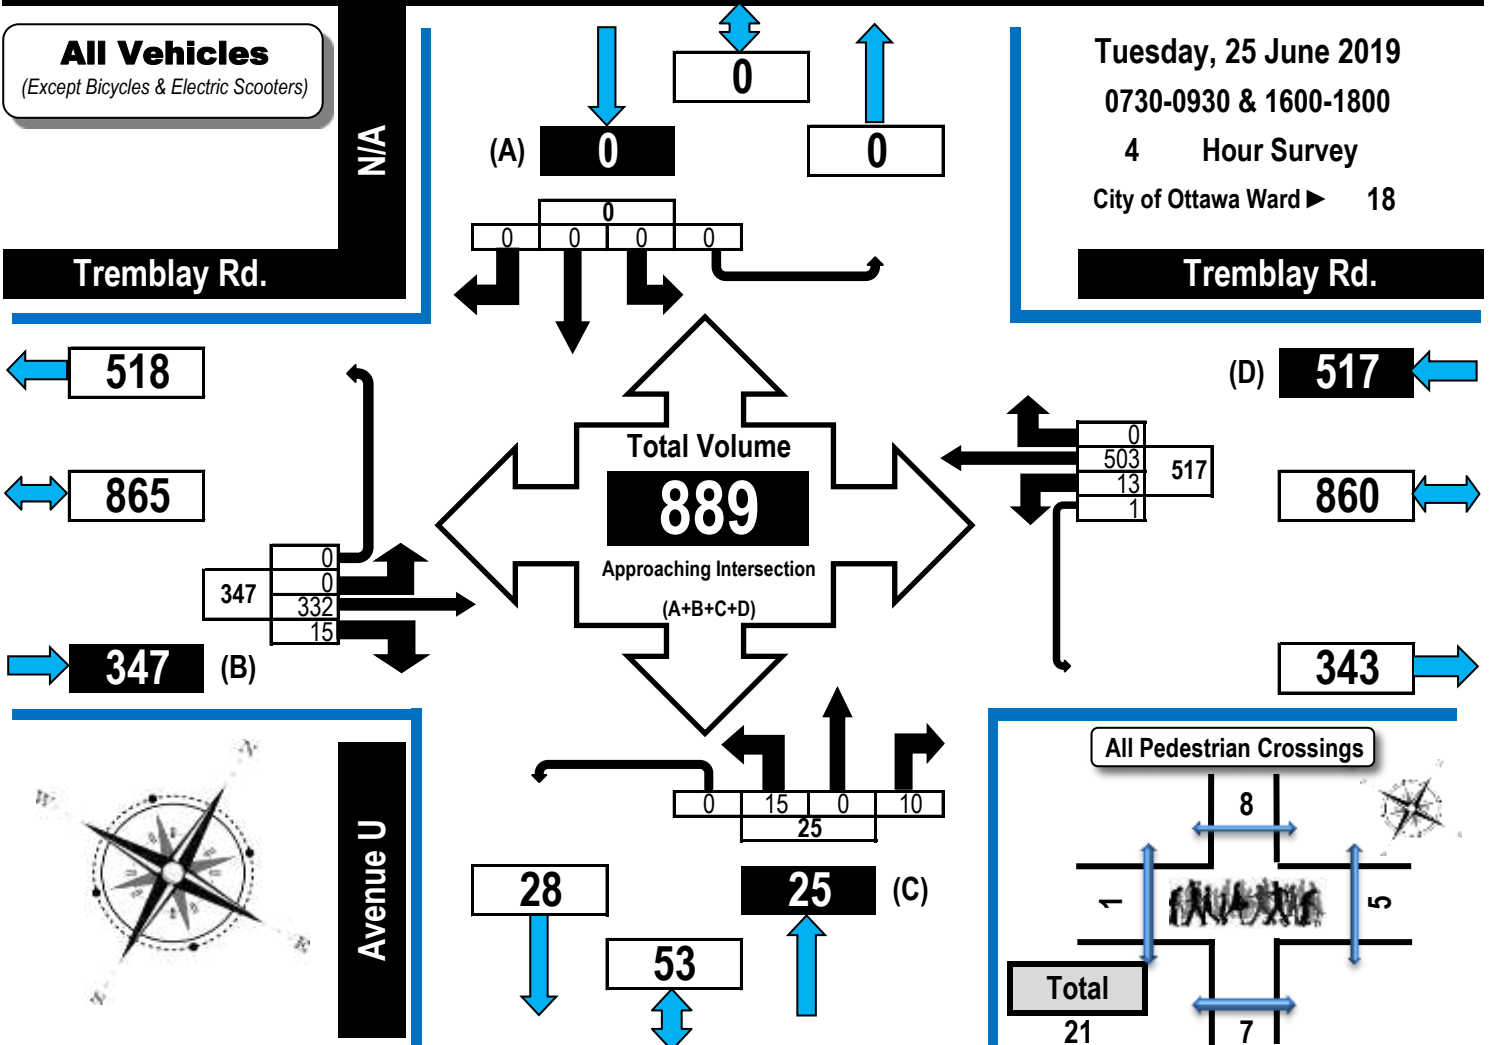 All Vehicles
(Except Bicycles & Electric Scooters)
N/A
Tremblay Rd.
0
(A)
0
0
0
0
0
0
0
Tuesday, 25 June 2019
0730-0930 & 1600-1800
4 Hour Survey
City of Ottawa Ward ► 18
Tremblay Rd.
518
865
0
0
332
15
347
347
(B)
Total Volume
889
Approaching Intersection
(A+B+C+D)
(D)
517
0
503
13
1
517
860
343
N
W
E
S
Avenue U
0
15
0
10
25
28
25
(C)
53
All Pedestrian Crossings
8
1
5
Total
21
7